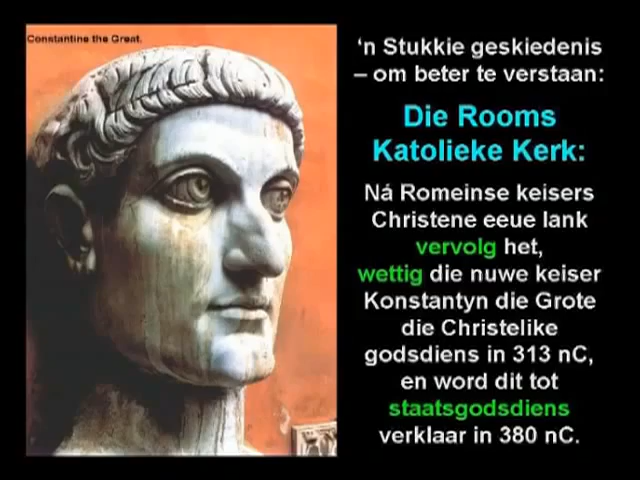 Constantine the Great.
‘n Stukkie geskiedenis
– om beter te verstaan:
Die Rooms
Katolieke Kerk:
Ná Romeinse keisers
Christene eeue lank
vervolg het,
wettig die nuwe keiser
Konstantyn die Grote
die Christelike
godsdiens in 313 nC,
en word dit tot
staatsgodsdiens
verklaar in 380 nC.